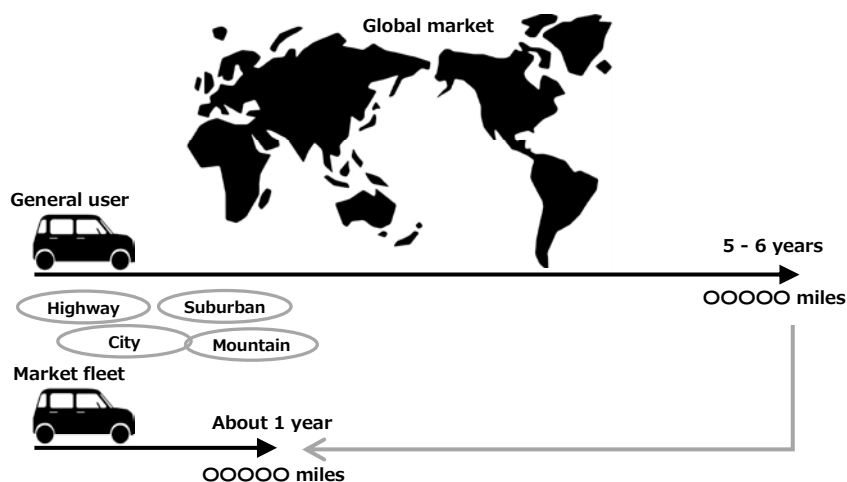 Global market
General user
5 - 6 years
OOOOO miles
Highway
Suburban
City
Mountain
Market fleet
About 1 year
OOOOO miles